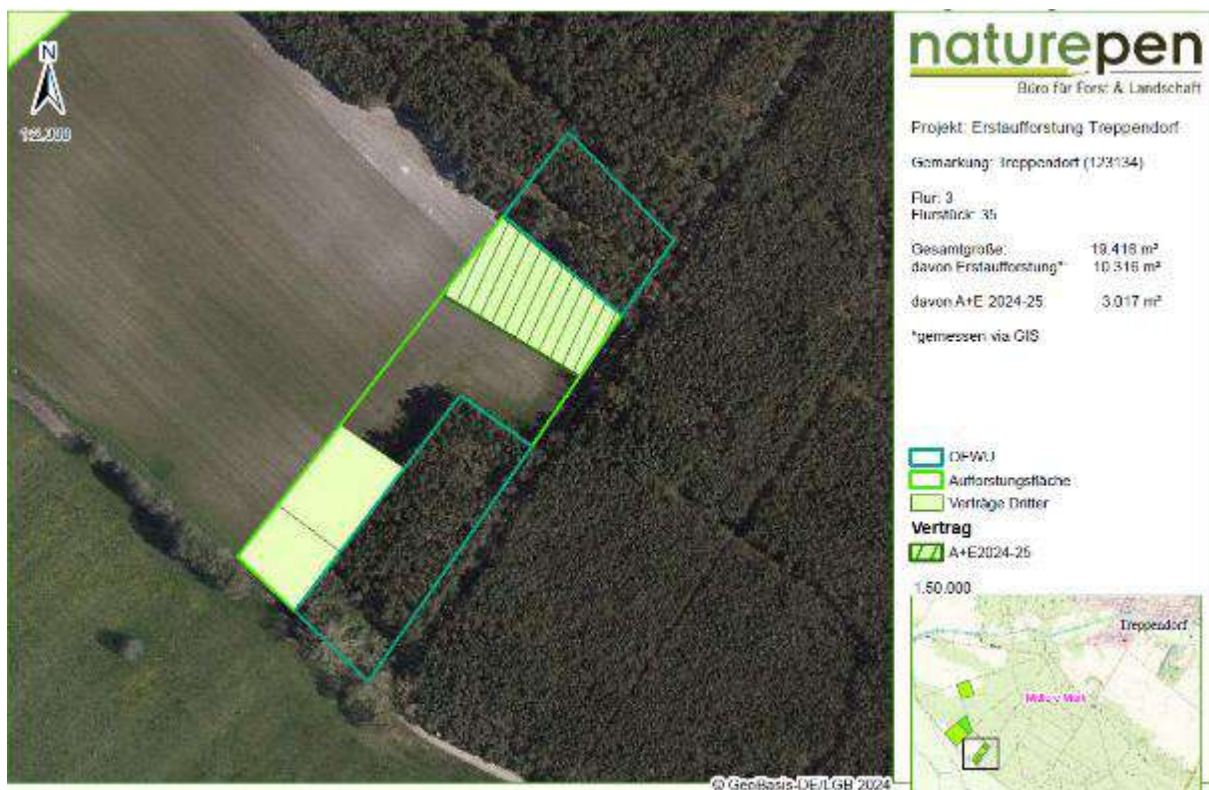 N
naturepen
Büro für Forst & Landschaft
Projekt: Erstaufforstung Treppendorf
Gemarkung: Treppendorf (123134)
Flur: 3
Flurstück: 35
Gesamtgröße: 19.416 m²
davon Erstaufforstung*: 10.316 m²
davon A+E 2024-25 3.017 m²
*gemessen via GIS
Aufforstungsfläche
Verträge Dritter
Vertrag
A+E2024-25
1:50.000
Treppendorf
© GeoBasis-DE/LGB 2024